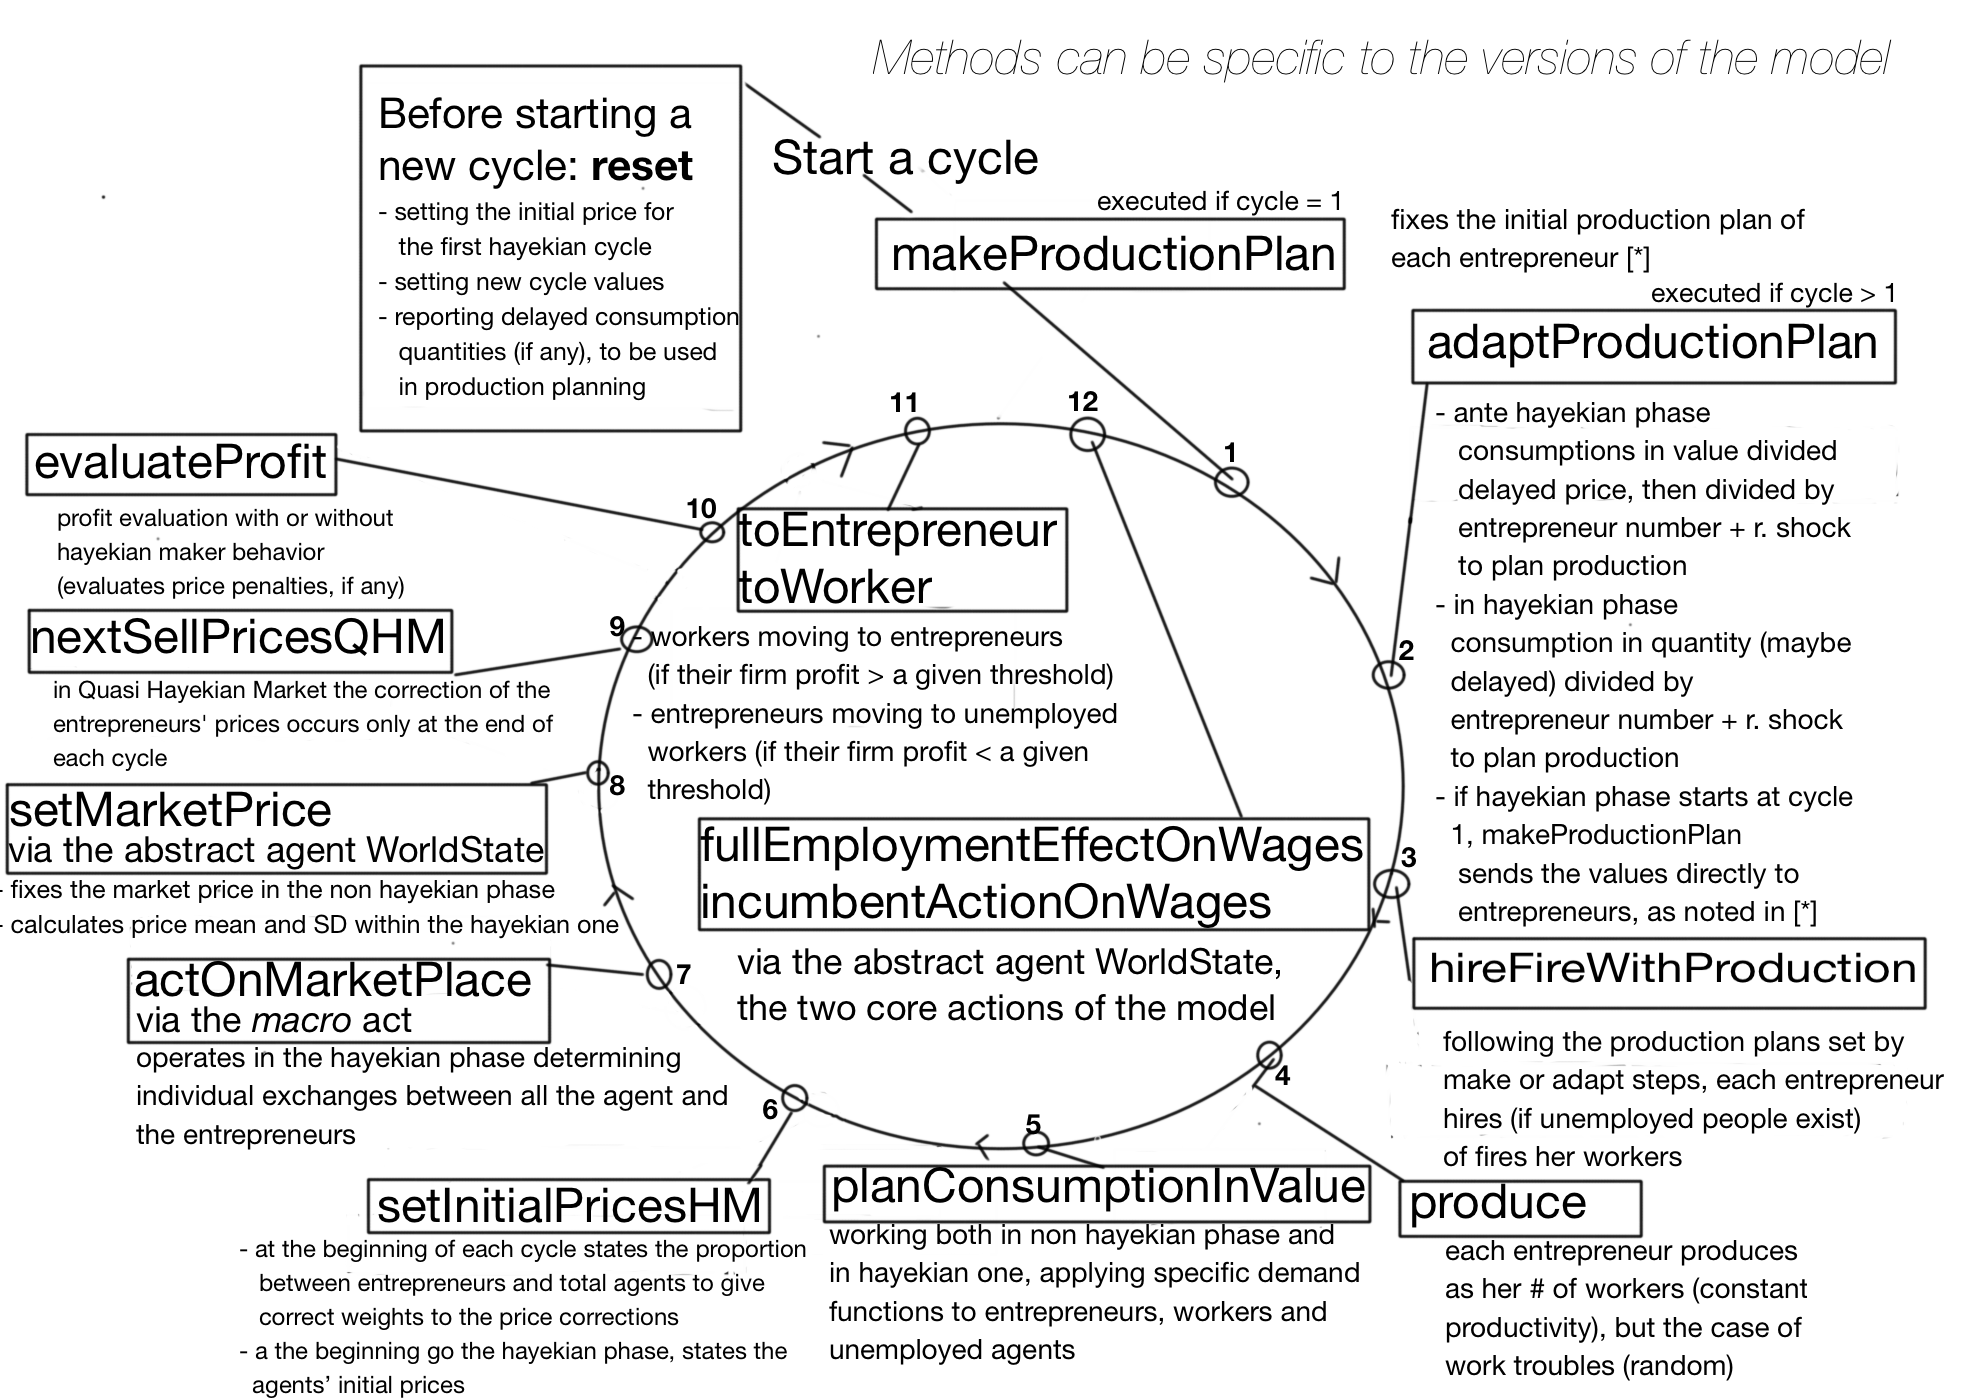 Methods can be specific to the versions of the model
Before starting a
new cycle: reset
- setting the initial price for
the first hayekian cycle
- setting new cycle values
- reporting delayed consumption
quantities (if any), to be used
in production planning
Start a cycle
executed if cycle = 1
makeProductionPlan
fixes the initial production plan of
each entrepreneur [*]
executed if cycle > 1
adaptProductionPlan
- ante hayekian phase
consumptions in value divided
delayed price, then divided by
entrepreneur number + r. shock
to plan production
- in hayekian phase
consumption in quantity (maybe
delayed) divided by
entrepreneur number + r. shock
to plan production
- if hayekian phase starts at cycle
1, makeProductionPlan
sends the values directly to
entrepreneurs, as noted in [*]
11
12
1
2
3
4
5
6
7
8
9
10
evaluateProfit
profit evaluation with or without
hayekian maker behavior
(evaluates price penalties, if any)
toEntrepreneur
toWorker
- workers moving to entrepreneurs
(if their firm profit > a given threshold)
- entrepreneurs moving to unemployed
workers (if their firm profit < a given
threshold)
nextSellPricesQHM
in Quasi Hayekian Market the correction of the
entrepreneurs' prices occurs only at the end of
each cycle
setMarketPrice
via the abstract agent WorldState
- fixes the market price in the non hayekian phase
- calculates price mean and SD within the hayekian one
fullEmploymentEffectOnWages
incumbentActionOnWages
via the abstract agent WorldState,
the two core actions of the model
hireFireWithProduction
following the production plans set by
make or adapt steps, each entrepreneur
hires (if unemployed people exist)
of fires her workers
actOnMarketPlace
via the macro act
operates in the hayekian phase determining
individual exchanges between all the agent and
the entrepreneurs
setInitialPricesHM
- at the beginning of each cycle states the proportion
between entrepreneurs and total agents to give
correct weights to the price corrections
- a the beginning go the hayekian phase, states the
agents’ initial prices
planConsumptionInValue
working both in non hayekian phase and
in hayekian one, applying specific demand
functions to entrepreneurs, workers and
unemployed agents
produce
each entrepreneur produces
as her # of workers (constant
productivity), but the case of
work troubles (random)